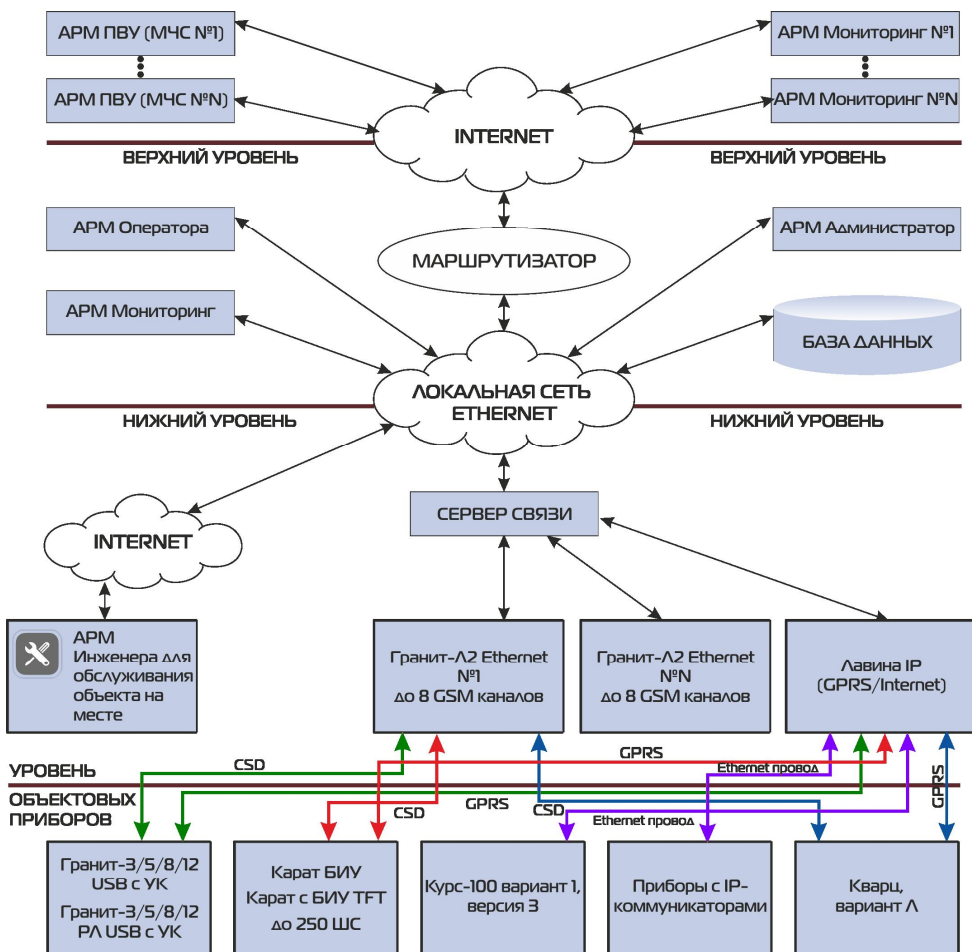 АРМ ПВУ (МЧС №1)
АРМ Мониторинг №1
АРМ ПВУ (МЧС №N)
АРМ Мониторинг №N
INTERNET
ВЕРХНИЙ УРОВЕНЬ
ВЕРХНИЙ УРОВЕНЬ
АРМ Оператора
АРМ Администратор
МАРШРУТИЗАТОР
АРМ Мониторинг
БАЗА ДАННЫХ
ЛОКАЛЬНАЯ СЕТЬ
ETHERNET
НИЖНИЙ УРОВЕНЬ
НИЖНИЙ УРОВЕНЬ
СЕРВЕР СВЯЗИ
INTERNET
АРМ
Инженера для
обслуживания
объекта на
месте
Гранит-Л2 Ethernet
№1
до 8 GSM каналов
Гранит-Л2 Ethernet
№N
до 8 GSM каналов
Лавина IP
(GPRS/Internet)
CSD
GPRS
Ethernet провод
GPRS
УРОВЕНЬ
ОБЪЕКТОВЫХ
ПРИБОРОВ
CSD
GPRS
CSD
Ethernet провод
Гранит-3/5/8/12
USB с УК
Гранит-3/5/8/12
РЛ USB с УК
Карат БИУ
Карат с БИУ TFT
до 250 ШС
Курс-100 вариант 1,
версия 3
Приборы с IP-
коммуникаторами
Кварц,
вариант Л